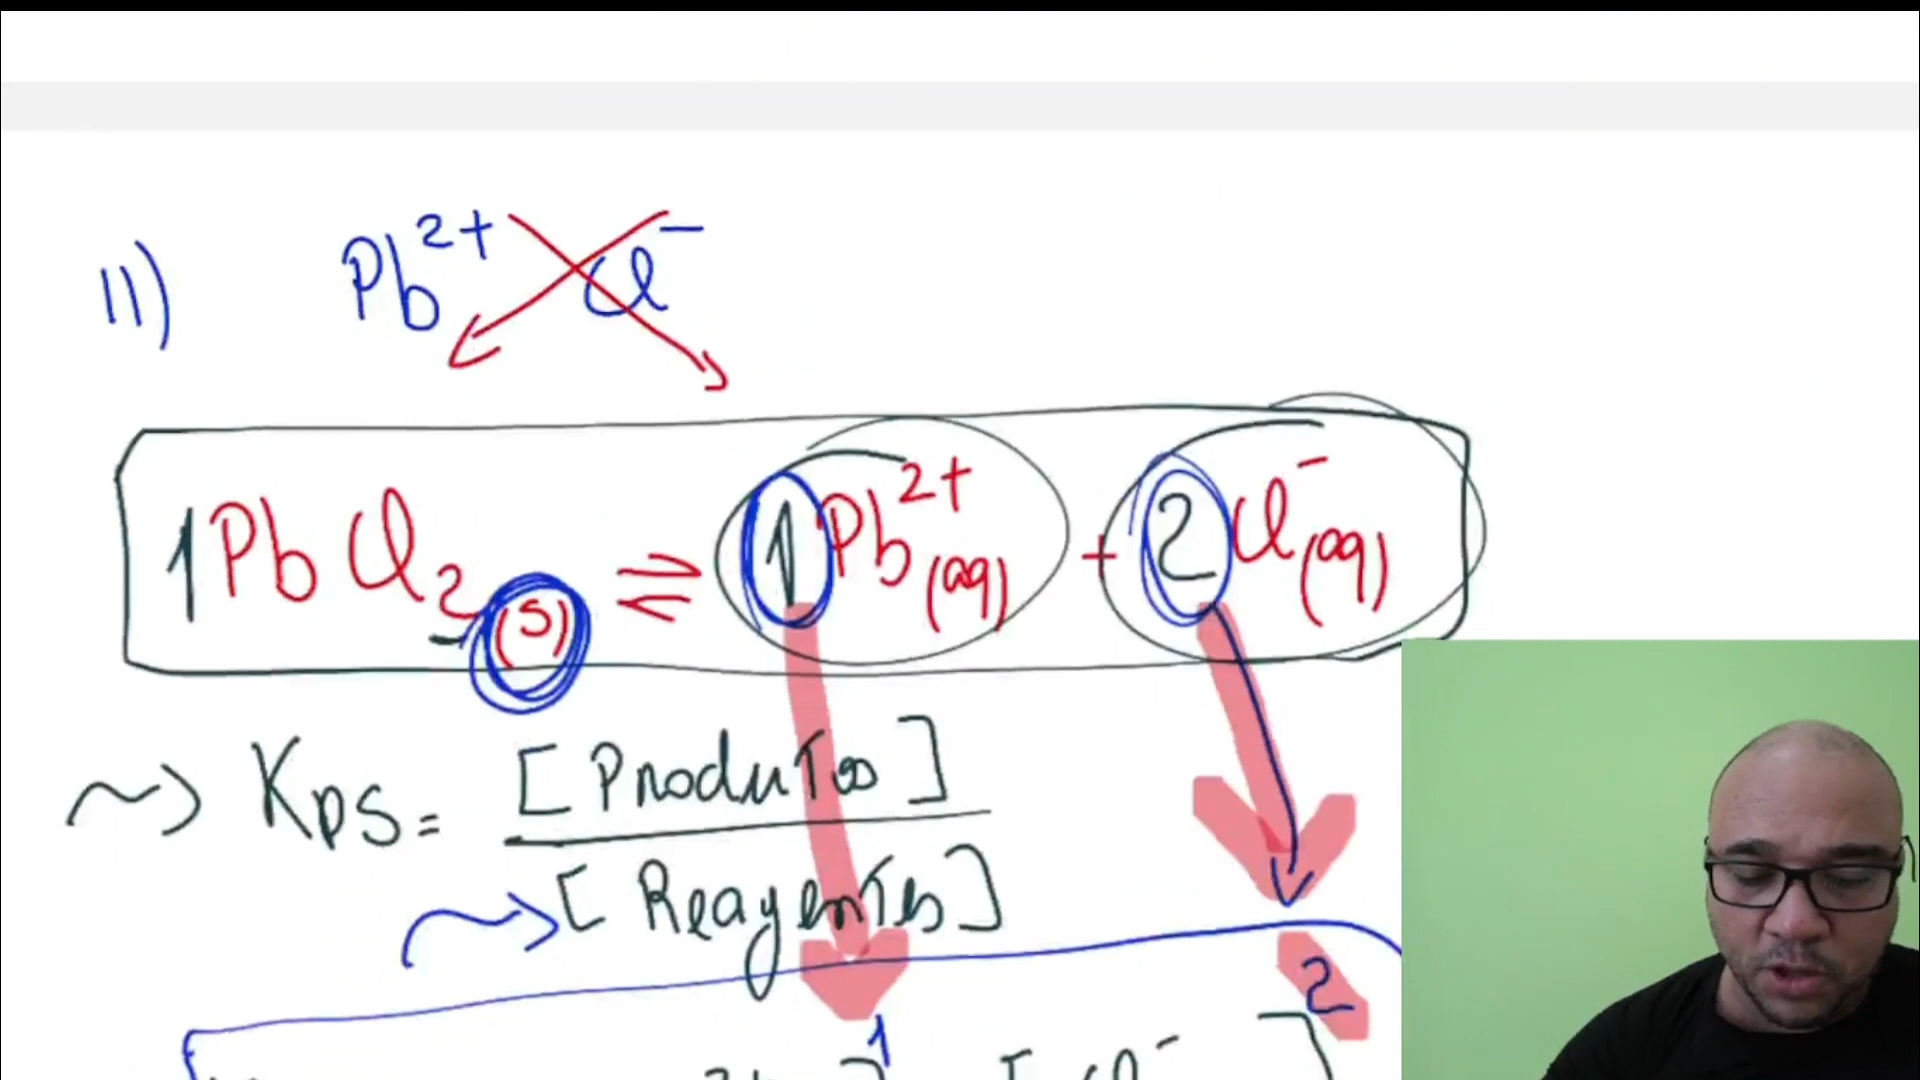 11) Pb²⁺ Cl⁻
1PbCl₂(s) ⇌ 1Pb²⁺(aq) + 2Cl⁻(aq)
~> Kps = [Produtos]
[Reagentes]
1 2